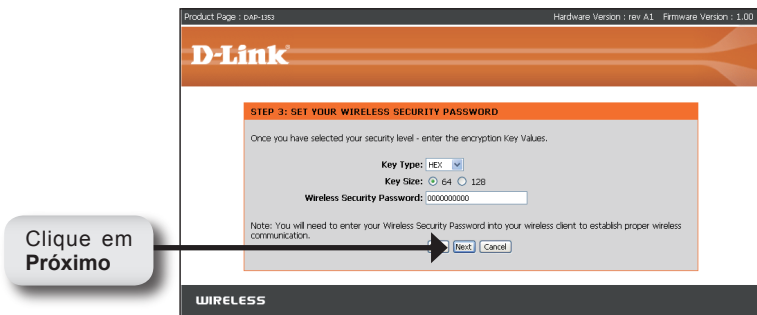 Product Page : DAP-1353 Hardware Version : rev A1 Firmware Version : 1.00
D-Link
STEP 3: SET YOUR WIRELESS SECURITY PASSWORD
Once you have selected your security level - enter the encryption Key Values.
Key Type: HEX
Key Size: 64 128
Wireless Security Password: 0000000000
Note: You will need to enter your Wireless Security Password into your wireless client to establish proper wireless
communication.
Next Cancel
Clique em
Próximo
WIRELESS